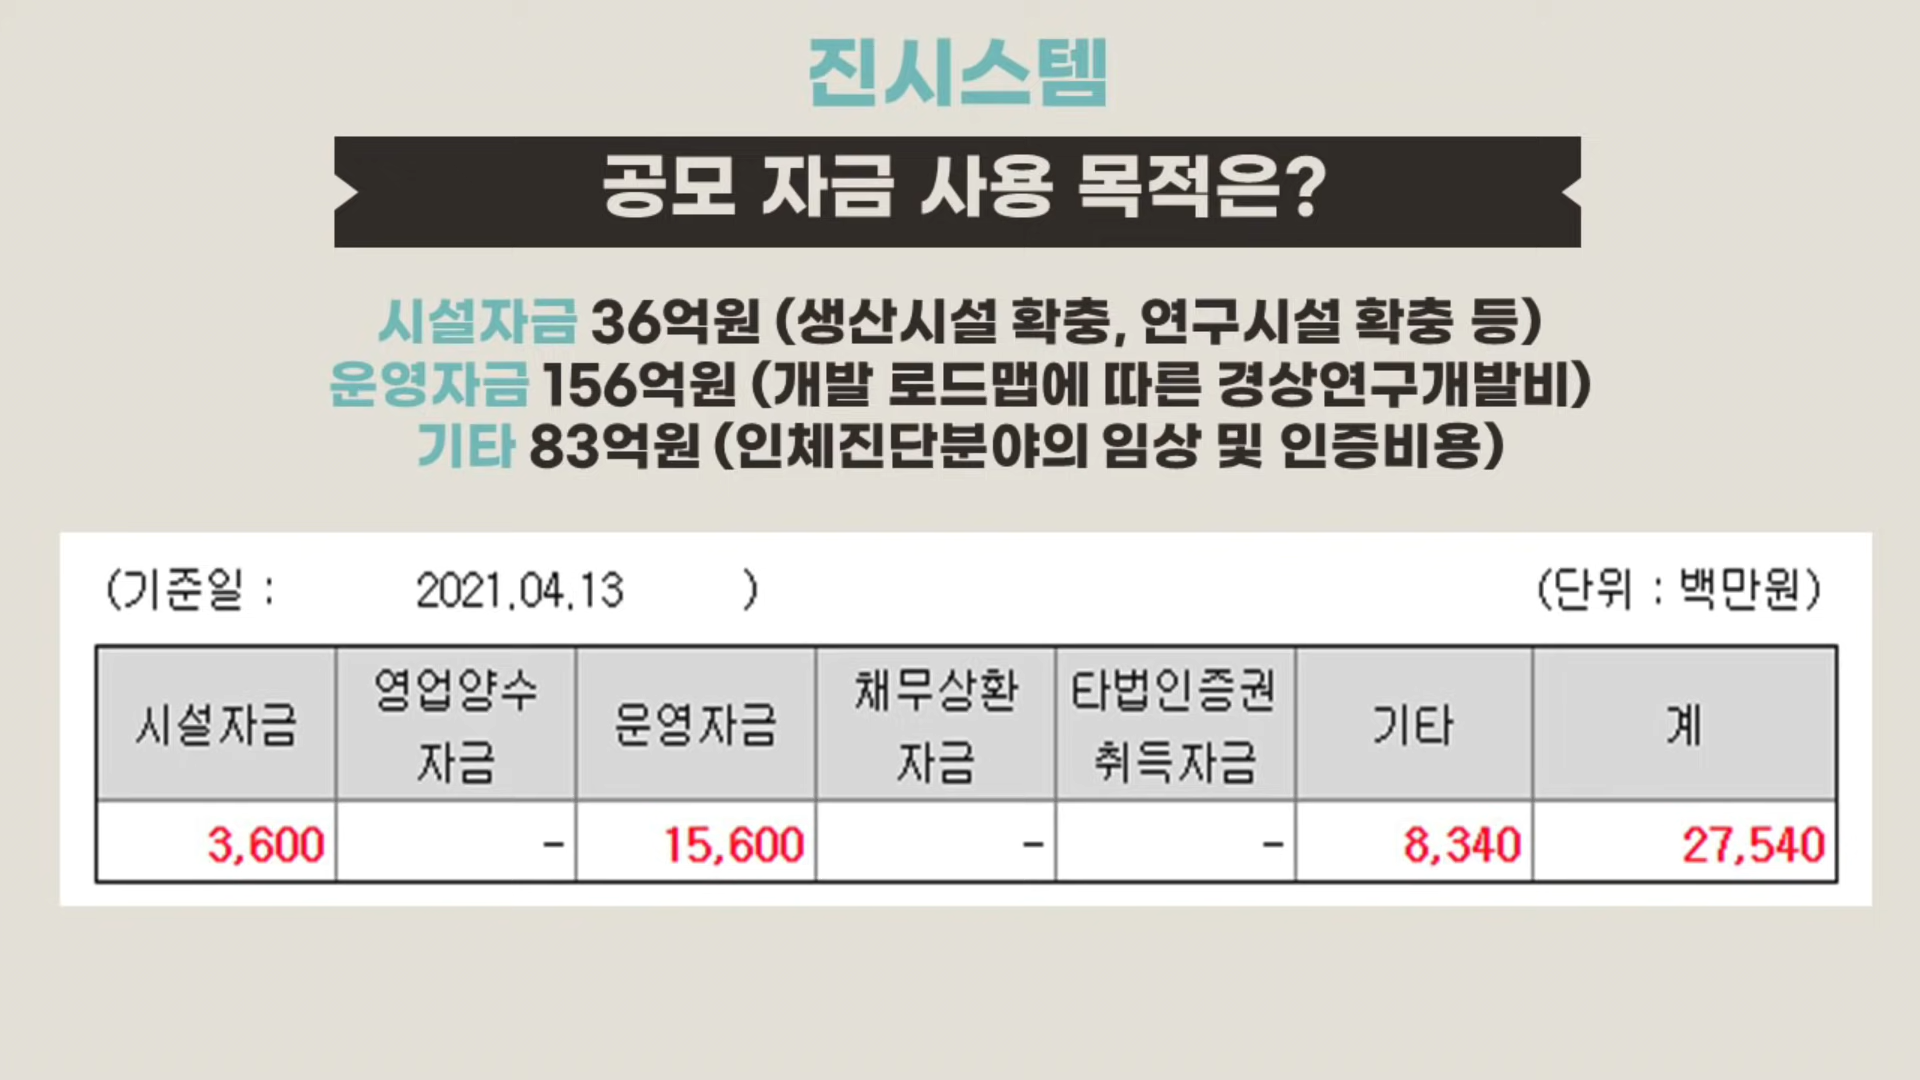 진시스템
공모 자금 사용 목적은?
시설자금 36억원 (생산시설 확충, 연구시설 확충 등)
운영자금 156억원 (개발 로드맵에 따른 경상연구개발비)
기타 83억원 (인체진단분야의 임상 및 인증비용)
(기준일 : 2021.04.13 ) (단위 : 백만원)
시설자금 영업양수 자금 운영자금 채무상환 자금 타법인증권 취득자금 기타 계
3,600 - 15,600 - - 8,340 27,540